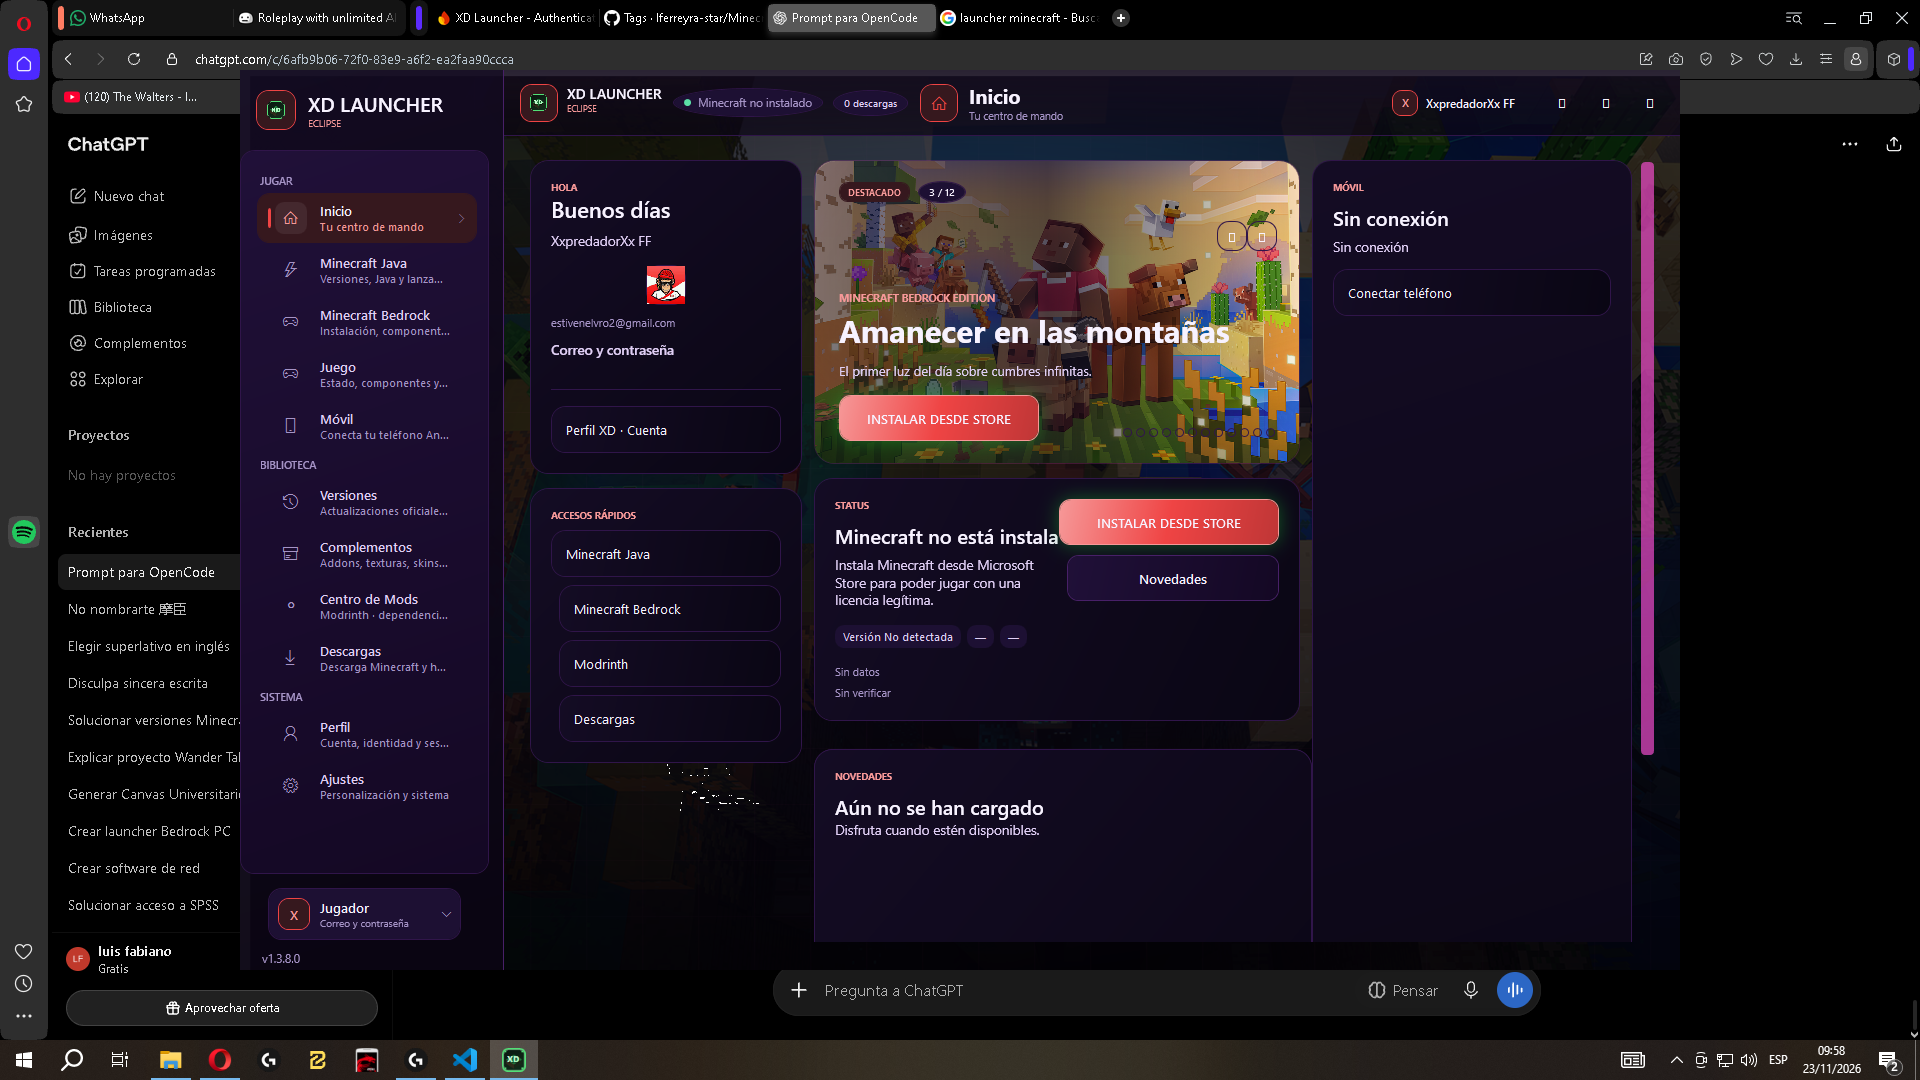 WhatsApp
Roleplay with unlimited AI
XD Launcher - Authenticat
Tags · lferreyra-star/Minec
Prompt para OpenCode
launcher minecraft - Busc
chatgpt.com/c/6afb9b06-72f0-83e9-a6f2-ea2faa90ccca
(120) The Walters - I...
ChatGPT
Nuevo chat
Imágenes
Tareas programadas
Biblioteca
Complementos
Explorar
Proyectos
No hay proyectos
Recientes
Prompt para OpenCode
No nombrarte 摩臣
Elegir superlativo en inglés
Disculpa sincera escrita
Solucionar versiones Minecra
Explicar proyecto Wander Tal
Generar Canvas Universitario
Crear launcher Bedrock PC
Crear software de red
Solucionar acceso a SPSS
LF
luis fabiano
Gratis
Aprovechar oferta
XD
XD LAUNCHER
ECLIPSE
JUGAR
Inicio
Tu centro de mando
Minecraft Java
Versiones, Java y lanza...
Minecraft Bedrock
Instalación, component...
Juego
Estado, componentes y...
Móvil
Conecta tu teléfono An...
BIBLIOTECA
Versiones
Actualizaciones oficiale...
Complementos
Addons, texturas, skins...
Centro de Mods
Modrinth · dependenci...
Descargas
Descarga Minecraft y h...
SISTEMA
Perfil
Cuenta, identidad y ses...
Ajustes
Personalización y sistema
X
Jugador
Correo y contraseña
v1.3.8.0
XD
XD LAUNCHER
ECLIPSE
Minecraft no instalado
0 descargas
Inicio
Tu centro de mando
X
XxpredadorXx FF
HOLA
Buenos días
XxpredadorXx FF
estivenelvro2@gmail.com
Correo y contraseña
Perfil XD · Cuenta
ACCESOS RÁPIDOS
Minecraft Java
Minecraft Bedrock
Modrinth
Descargas
DESTACADO
3 / 12
MINECRAFT BEDROCK EDITION
Amanecer en las montañas
El primer luz del día sobre cumbres infinitas.
INSTALAR DESDE STORE
STATUS
Minecraft no está instala
Instala Minecraft desde Microsoft
Store para poder jugar con una
licencia legítima.
Versión No detectada
—
—
Sin datos
Sin verificar
INSTALAR DESDE STORE
Novedades
NOVEDADES
Aún no se han cargado
Disfruta cuando estén disponibles.
MÓVIL
Sin conexión
Sin conexión
Conectar teléfono
Pregunta a ChatGPT
Pensar
XD
ESP
09:58
23/11/2026
2